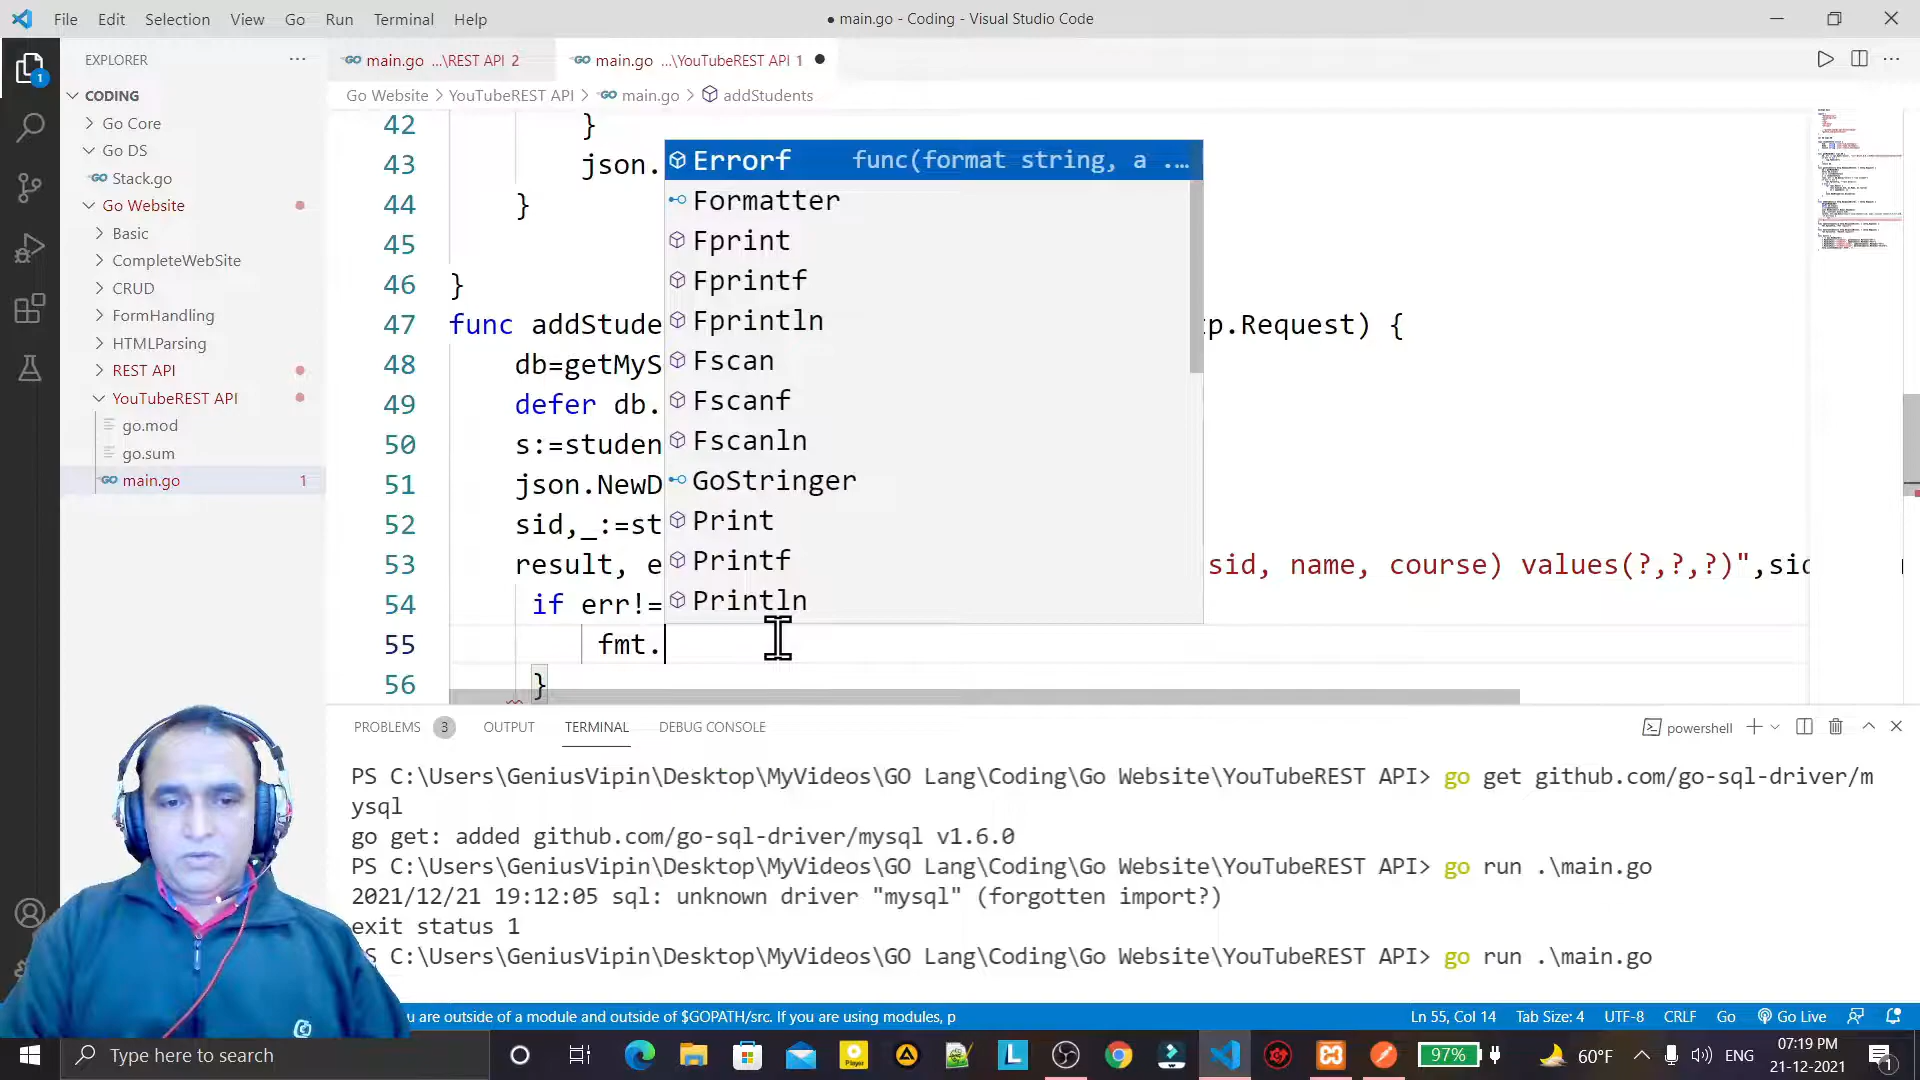 File Edit Selection View Go Run Terminal Help
● main.go - Coding - Visual Studio Code
EXPLORER
CODING
Go Core
Go DS
Stack.go
Go Website
Basic
CompleteWebSite
CRUD
FormHandling
HTMLParsing
REST API
YouTubeREST API
go.mod
go.sum
main.go 1
main.go ...\REST API 2
main.go ...\YouTubeREST API 1
Go Website > YouTubeREST API > main.go > addStudents
42 }
43 json.
44 }
45
46 }
47 func addStude p.Request) {
48 db=getMyS
49 defer db.
50 s:=studen
51 json.NewD
52 sid,_:=st
53 result, e sid, name, course) values(?,?,?)",sid
54 if err!=
55 fmt.
56 }
Errorf func(format string, a ...
Formatter
Fprint
Fprintf
Fprintln
Fscan
Fscanf
Fscanln
GoStringer
Print
Printf
Println
PROBLEMS 3 OUTPUT TERMINAL DEBUG CONSOLE
powershell
PS C:\Users\GeniusVipin\Desktop\MyVideos\GO Lang\Coding\Go Website\YouTubeREST API> go get github.com/go-sql-driver/m
ysql
go get: added github.com/go-sql-driver/mysql v1.6.0
PS C:\Users\GeniusVipin\Desktop\MyVideos\GO Lang\Coding\Go Website\YouTubeREST API> go run .\main.go
2021/12/21 19:12:05 sql: unknown driver "mysql" (forgotten import?)
exit status 1
S C:\Users\GeniusVipin\Desktop\MyVideos\GO Lang\Coding\Go Website\YouTubeREST API> go run .\main.go
u are outside of a module and outside of $GOPATH/src. If you are using modules, p
Ln 55, Col 14 Tab Size: 4 UTF-8 CRLF Go Go Live
Type here to search
97% 60°F ENG
07:19 PM
21-12-2021
1